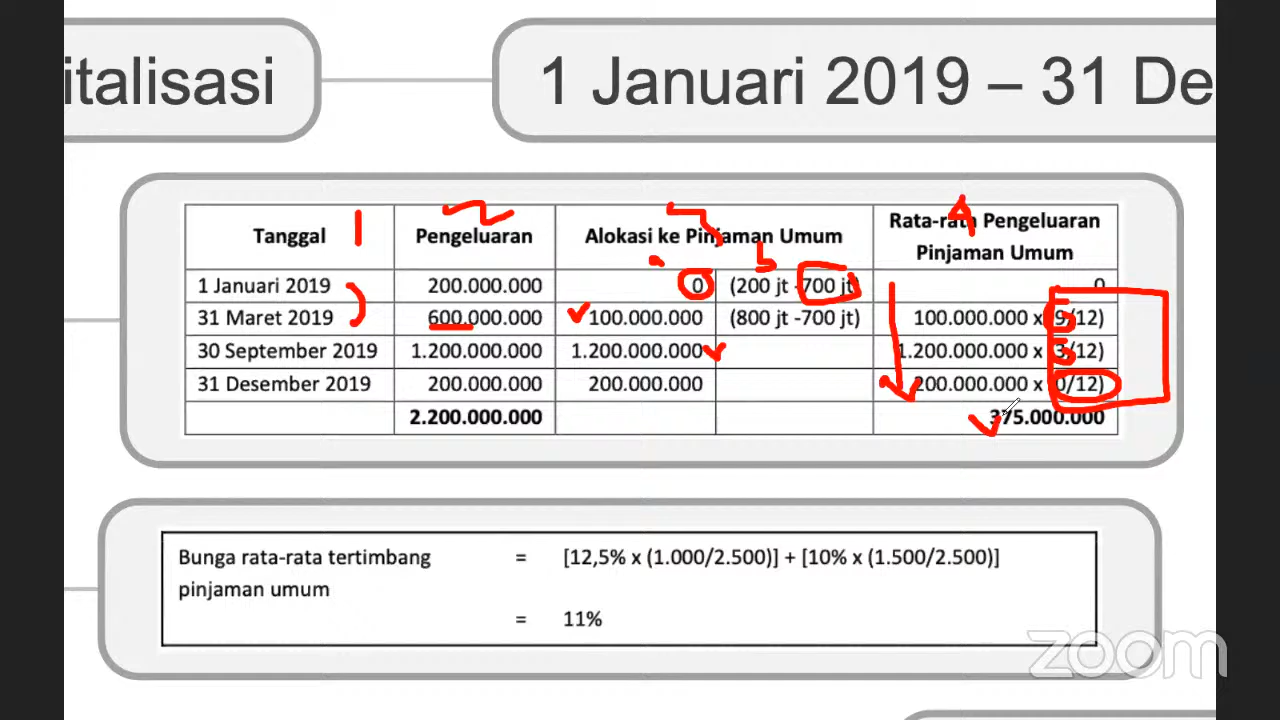 italisasi
1 Januari 2019 – 31 De
1 2 3 4
Tanggal Pengeluaran Alokasi ke Pinjaman Umum Rata-rata Pengeluaran Pinjaman Umum
a b
1 Januari 2019 200.000.000 0 (200 jt -700 jt) 0
31 Maret 2019 600.000.000 100.000.000 (800 jt -700 jt) 100.000.000 x (9/12)
30 September 2019 1.200.000.000 1.200.000.000 1.200.000.000 x (3/12)
31 Desember 2019 200.000.000 200.000.000 200.000.000 x (0/12)
2.200.000.000 375.000.000
Bunga rata-rata tertimbang = [12,5% x (1.000/2.500)] + [10% x (1.500/2.500)]
pinjaman umum
= 11%
zoom